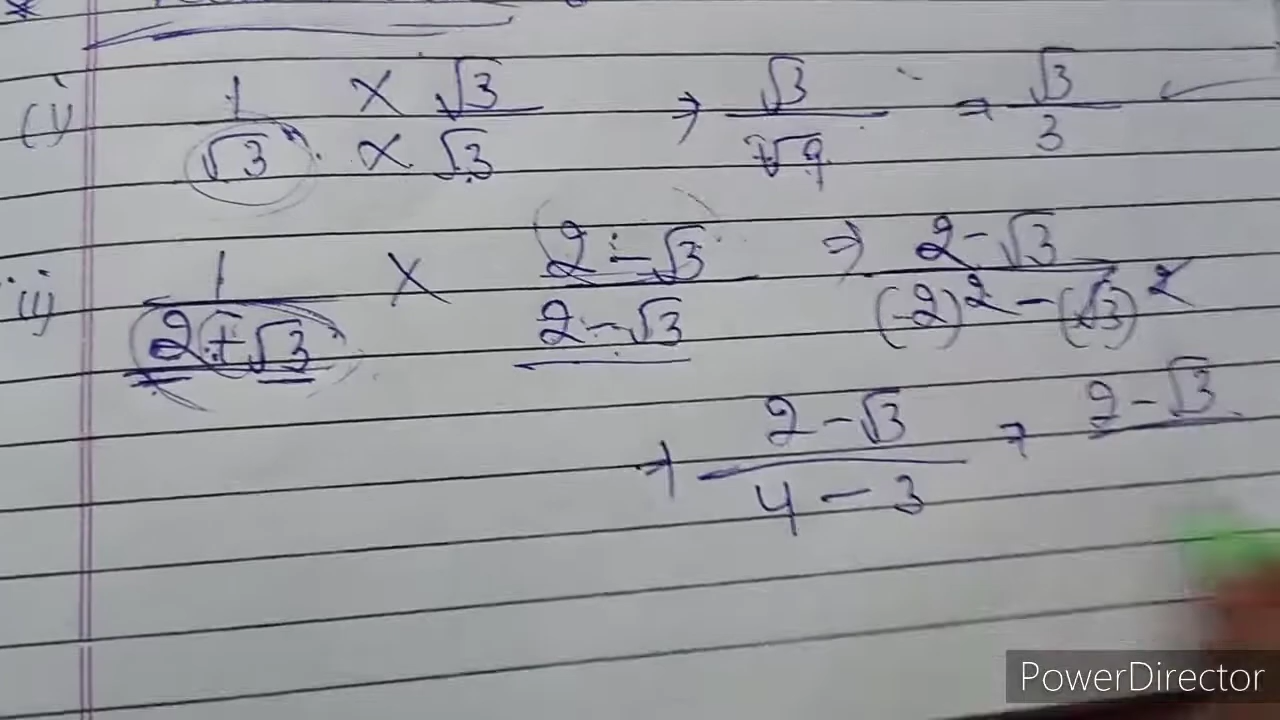 (i) 1/√3 × √3/√3 ⇒ √3/√9 ⇒ √3/3
(ii) 1/(2+√3) × (2-√3)/(2-√3) ⇒ (2-√3)/((2)² - (√3)²)
→ (2-√3)/(4-3) → 2-√3
PowerDirector